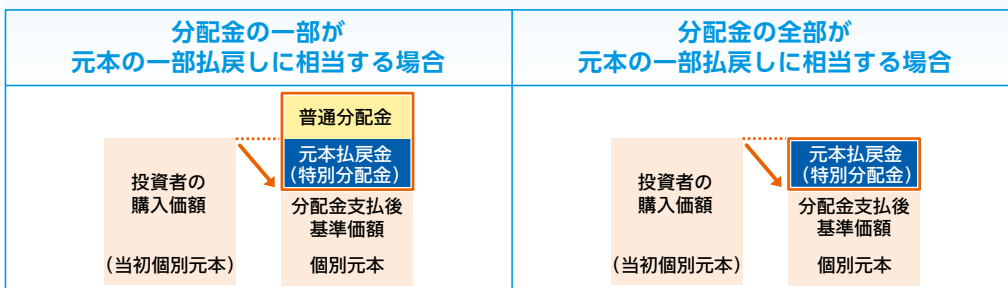 分配金の一部が
元本の一部払戻しに相当する場合
普通分配金
元本払戻金
（特別分配金）
投資者の
購入価額
（当初個別元本）
分配金支払後
基準価額
個別元本
分配金の全部が
元本の一部払戻しに相当する場合
元本払戻金
（特別分配金）
投資者の
購入価額
（当初個別元本）
分配金支払後
基準価額
個別元本